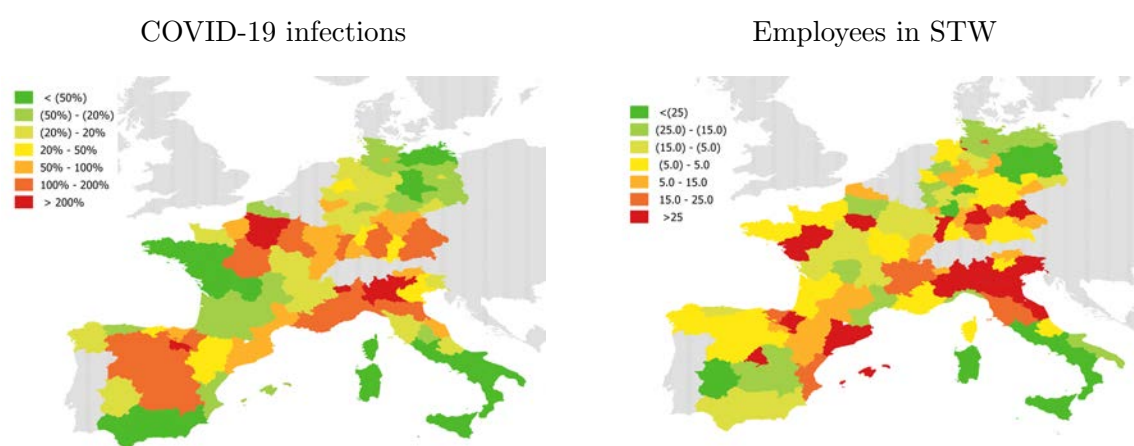 COVID-19 infections
< (50%)
(50%) - (20%)
(20%) - 20%
20% - 50%
50% - 100%
100% - 200%
> 200%
Employees in STW
<(25)
(25.0) - (15.0)
(15.0) - (5.0)
(5.0) - 5.0
5.0 - 15.0
15.0 - 25.0
>25